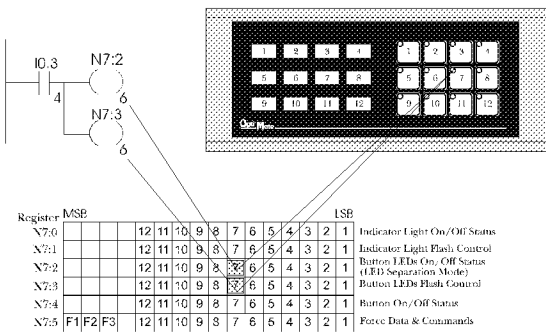 I0.3
N7:2
4
6
N7:3
6
1 2 3 4
5 6 7 8
9 10 11 12
1 2 3 4
5 6 7 8
9 10 11 12
Register MSB LSB
N7:0 12 11 10 9 8 7 6 5 4 3 2 1 Indicator Light On/Off Status
N7:1 12 11 10 9 8 7 6 5 4 3 2 1 Indicator Light Flash Control
N7:2 12 11 10 9 8 7 6 5 4 3 2 1 Button LEDs On/Off Status
(LED Separation Mode)
N7:3 12 11 10 9 8 7 6 5 4 3 2 1 Button LEDs Flash Control
N7:4 12 11 10 9 8 7 6 5 4 3 2 1 Button On/Off Status
N7:5 F1 F2 F3 12 11 10 9 8 7 6 5 4 3 2 1 Force Data & Commands